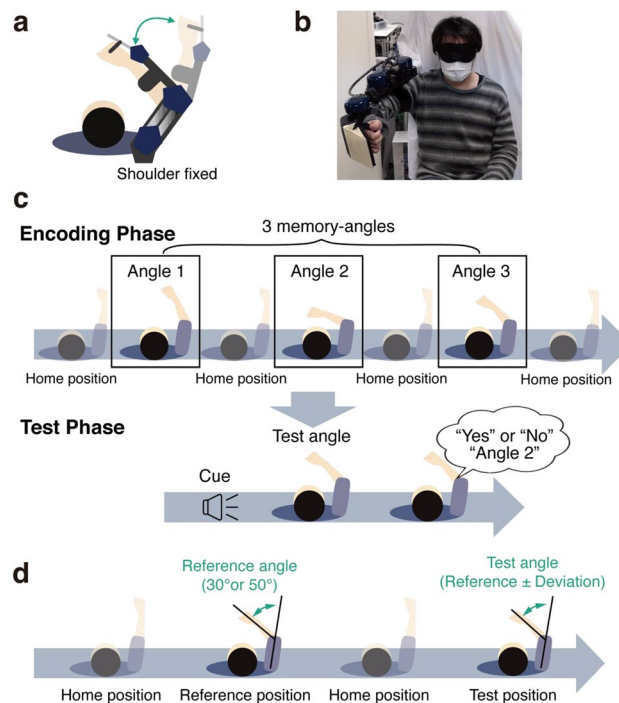 a
Shoulder fixed
b
c
Encoding Phase
3 memory-angles
Angle 1
Angle 2
Angle 3
Home position
Home position
Home position
Home position
Test Phase
Test angle
Cue
“Yes” or “No”
“Angle 2”
d
Reference angle
(30°or 50°)
Test angle
(Reference ± Deviation)
Home position
Reference position
Home position
Test position